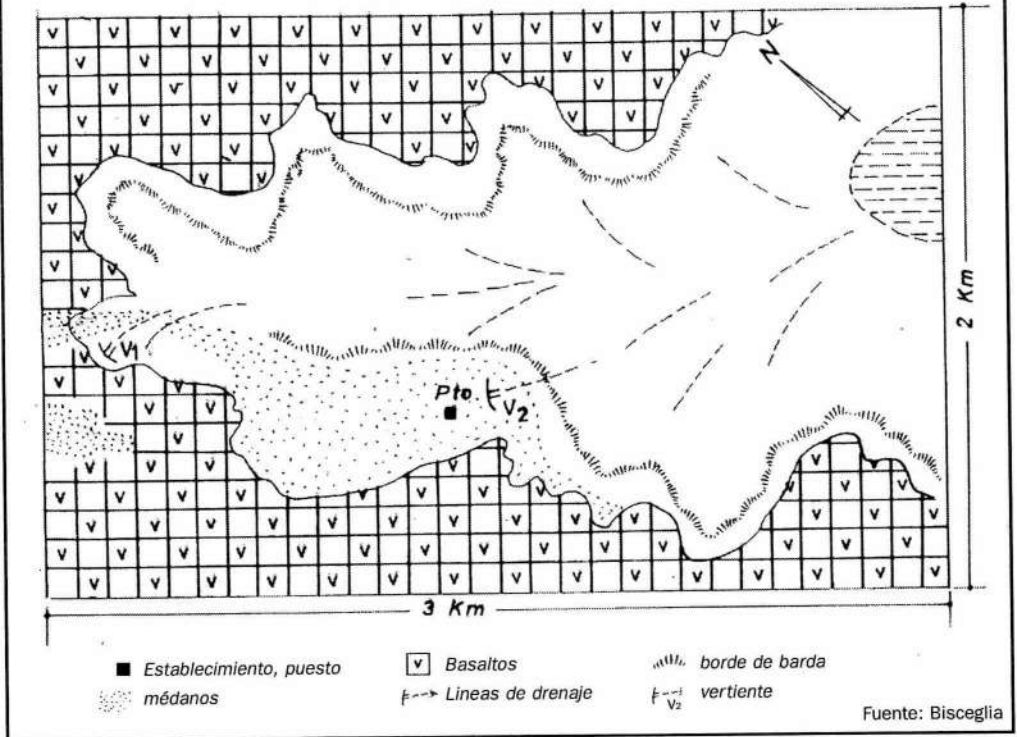 N
2 Km
V1
Pto.
V2
3 Km
Establecimiento, puesto
v Basaltos
borde de barda
médanos
Lineas de drenaje
V2 vertiente
Fuente: Bisceglia